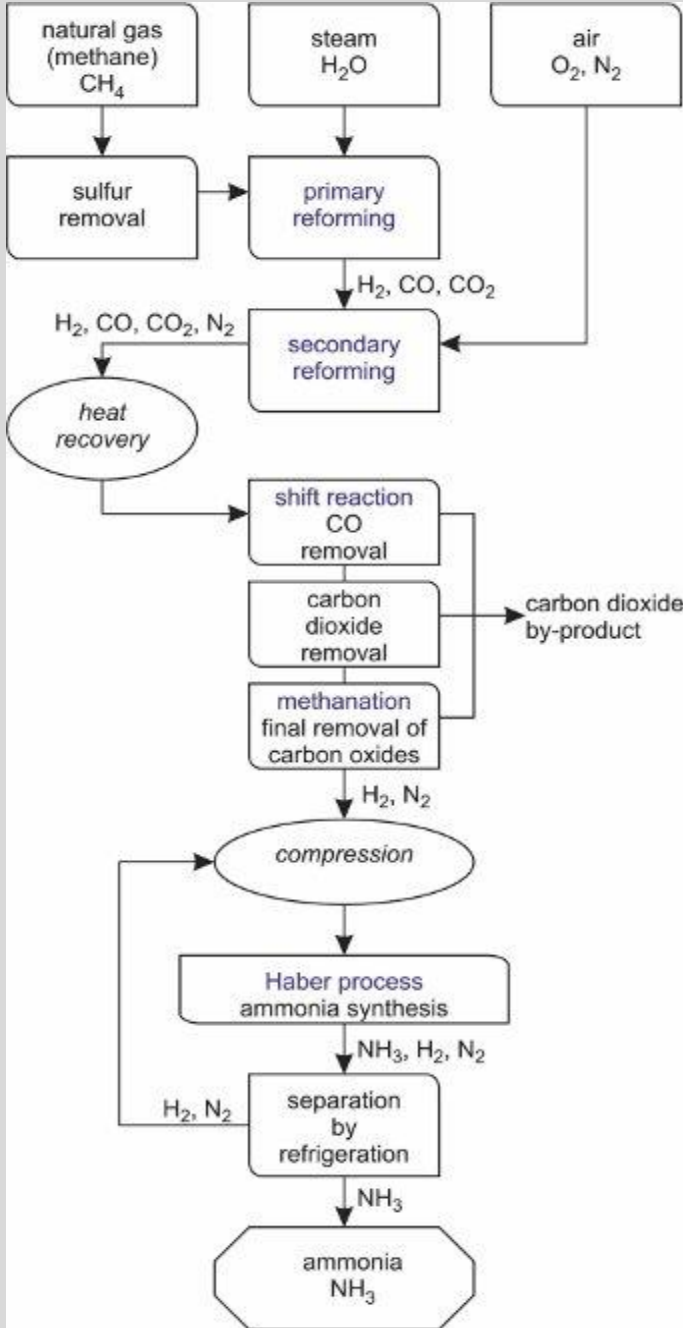 natural gas
(methane)
CH₄
steam
H₂O
air
O₂, N₂
sulfur
removal
primary
reforming
H₂, CO, CO₂
H₂, CO, CO₂, N₂
secondary
reforming
heat
recovery
shift reaction
CO
removal
carbon
dioxide
removal
carbon dioxide
by-product
methanation
final removal of
carbon oxides
H₂, N₂
compression
Haber process
ammonia synthesis
NH₃, H₂, N₂
H₂, N₂
separation
by
refrigeration
NH₃
ammonia
NH₃